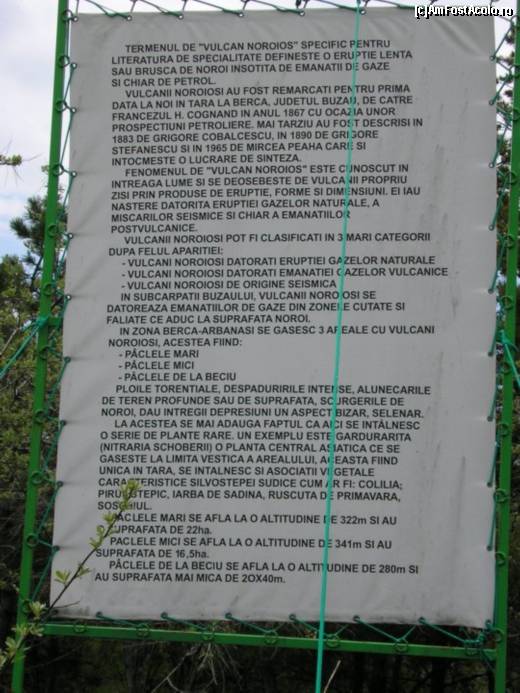 [c]AmFostAcolo.ro
TERMENUL DE "VULCAN NOROIOS" SPECIFIC PENTRU
LITERATURA DE SPECIALITATE DEFINESTE O ERUPTIE LENTA
SAU BRUSCA DE NOROI INSOTITA DE EMANATII DE GAZE
SI CHIAR DE PETROL.
VULCANII NOROIOSI AU FOST REMARCATI PENTRU PRIMA
DATA LA NOI IN TARA LA BERCA, JUDETUL BUZAU, DE CATRE
FRANCEZUL H. COGNAND IN ANUL 1867 CU OCAZIA UNOR
PROSPECTIUNI PETROLIERE. MAI TARZIU AU FOST DESCRISI IN
1883 DE GRIGORE COBALCESCU, IN 1890 DE GRIGORE
STEFANESCU SI IN 1965 DE MIRCEA PEAHA CARE SI
INTOCMESTE O LUCRARE DE SINTEZA.
FENOMENUL DE "VULCAN NOROIOS" ESTE CUNOSCUT IN
INTREAGA LUME SI SE DEOSEBESTE DE VULCANII PROPRIU
ZISI PRIN PRODUSE DE ERUPTIE, FORME SI DIMENSIUNI. EI IAU
NASTERE DATORITA ERUPTIEI GAZELOR NATURALE, A
MISCARILOR SEISMICE SI CHIAR A EMANATIILOR
POSTVULCANICE.
VULCANII NOROIOSI POT FI CLASIFICATI IN 3 MARI CATEGORII
DUPA FELUL APARITIEI:
- VULCANI NOROIOSI DATORATI ERUPTIEI GAZELOR NATURALE
- VULCANI NOROIOSI DATORATI EMANATIEI GAZELOR VULCANICE
- VULCANI NOROIOSI DE ORIGINE SEISMICA
IN SUBCARPATII BUZAULUI, VULCANII NOROIOSI SE
DATOREAZA EMANATIILOR DE GAZE DIN ZONELE CUTATE SI
FALIATE CE ADUC LA SUPRAFATA NOROI.
IN ZONA BERCA-ARBANASI SE GASESC 3 AREALE CU VULCANI
NOROIOSI, ACESTEA FIIND:
- PÂCLELE MARI
- PÂCLELE MICI
- PÂCLELE DE LA BECIU
PLOILE TORENTIALE, DESPADURIRILE INTENSE, ALUNECARILE
DE TEREN PROFUNDE SAU DE SUPRAFATA, SCURGERILE DE
NOROI, DAU INTREGII DEPRESIUNI UN ASPECT BIZAR, SELENAR.
LA ACESTEA SE MAI ADAUGA FAPTUL CA AICI SE INTÂLNESC
O SERIE DE PLANTE RARE. UN EXEMPLU ESTE GARDURARITA
(NITRARIA SCHOBERII) O PLANTA CENTRAL ASIATICA CE SE
GASESTE LA LIMITA VESTICA A AREALULUI, ACEASTA FIIND
UNICA IN TARA, SE INTALNESC SI ASOCIATII VEGETALE
CARACTERISTICE SILVOSTEPEI SUDICE CUM AR FI: COLILIA;
PIRUL STEPIC, IARBA DE SADINA, RUSCUTA DE PRIMAVARA,
PACLELE MARI SE AFLA LA O ALTITUDINE DE 322m SI AU
SUPRAFATA DE 22ha.
PACLELE MICI SE AFLA LA O ALTITUDINE DE 341m SI AU
SUPRAFATA DE 16,5ha.
PÂCLELE DE LA BECIU SE AFLA LA O ALTITUDINE DE 280m SI
AU SUPRAFATA MAI MICA DE 2OX40m.